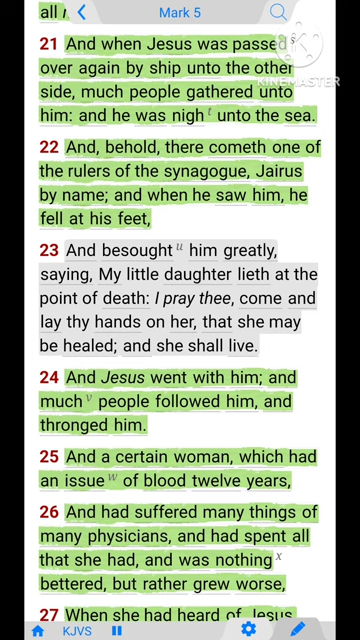 all n
Mark 5
21 And when Jesus was passed s
over again by ship unto the other
side, much people gathered unto
him: and he was nigh t unto the sea.
KINEMASTER
22 And, behold, there cometh one of
the rulers of the synagogue, Jairus
by name; and when he saw him, he
fell at his feet,
23 And besought u him greatly,
saying, My little daughter lieth at the
point of death: I pray thee, come and
lay thy hands on her, that she may
be healed; and she shall live.
24 And Jesus went with him; and
much v people followed him, and
thronged him.
25 And a certain woman, which had
an issue w of blood twelve years,
26 And had suffered many things of
many physicians, and had spent all
that she had, and was nothing x
bettered, but rather grew worse,
27 When she had heard of Jesus,
KJVS